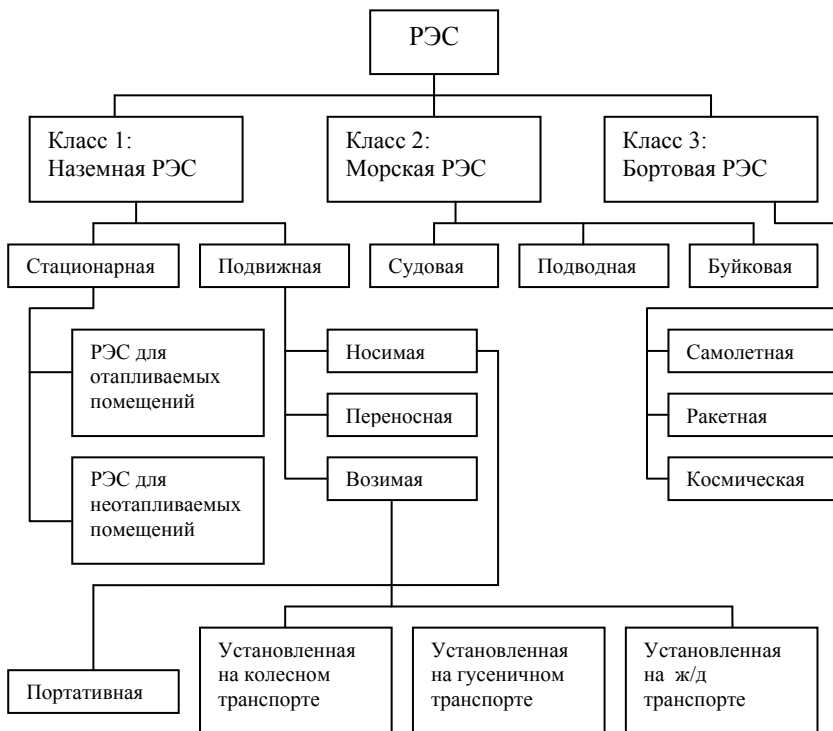 РЭС
Класс 1:
Наземная РЭС
Класс 2:
Морская РЭС
Класс 3:
Бортовая РЭС
Стационарная
Подвижная
Судовая
Подводная
Буйковая
РЭС для
отапливаемых
помещений
Носимая
Самолетная
Переносная
Ракетная
РЭС для
неотапливаемых
помещений
Возимая
Космическая
Портативная
Установленная
на колесном
транспорте
Установленная
на гусеничном
транспорте
Установленная
на ж/д
транспорте